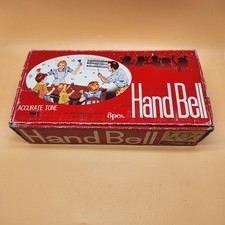 ACCURATE TONE
8pcs.
Hand Bell
Hand Bell